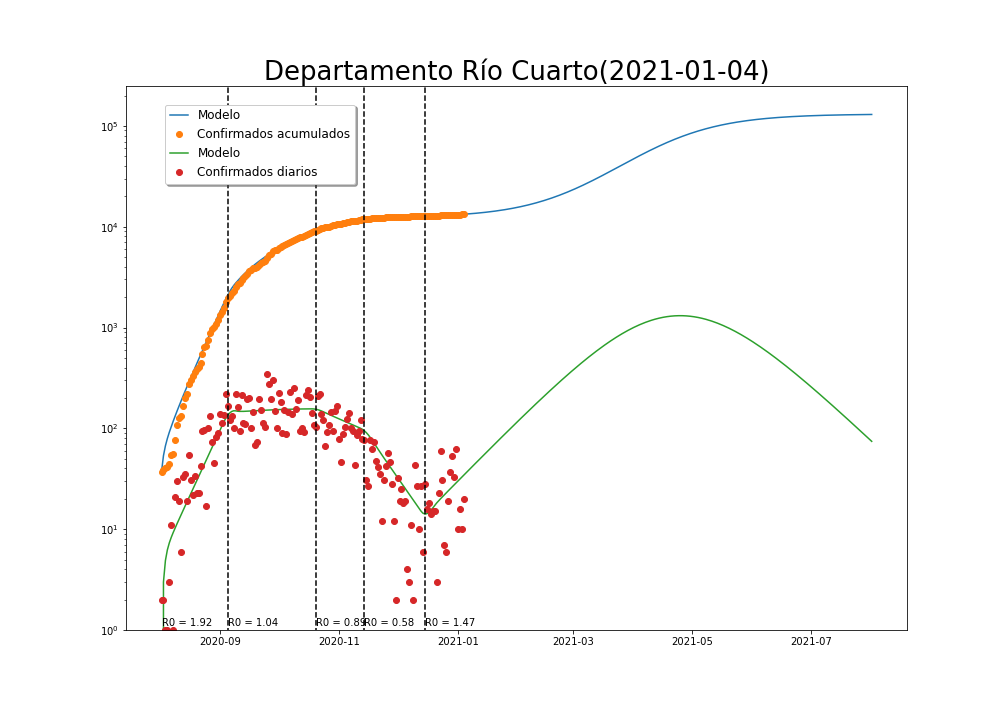 Departamento Río Cuarto(2021-01-04)
Modelo
Confirmados acumulados
Modelo
Confirmados diarios
10^5
10^4
10^3
10^2
10^1
10^0
R0 = 1.92
R0 = 1.04
R0 = 0.89
R0 = 0.58
R0 = 1.47
2020-09
2020-11
2021-01
2021-03
2021-05
2021-07